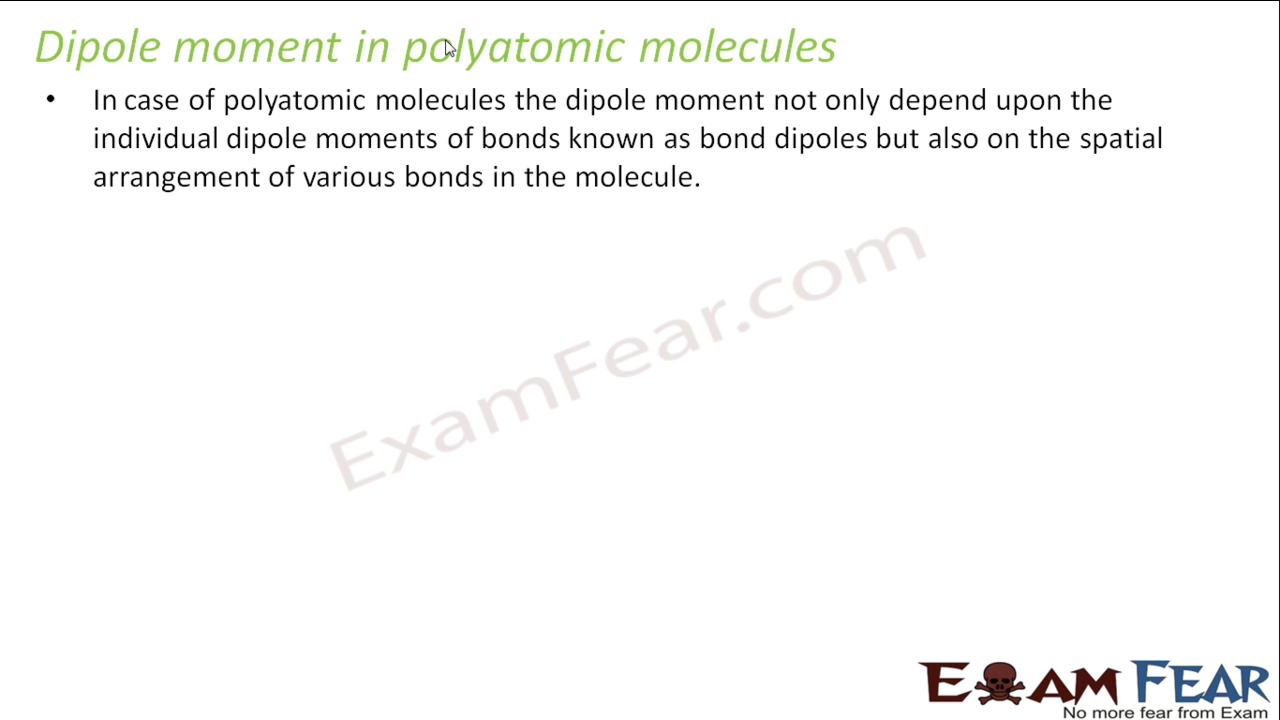 Dipole moment in polyatomic molecules
• In case of polyatomic molecules the dipole moment not only depend upon the
individual dipole moments of bonds known as bond dipoles but also on the spatial
arrangement of various bonds in the molecule.
ExamFear.com
EXAM FEAR
No more fear from Exam